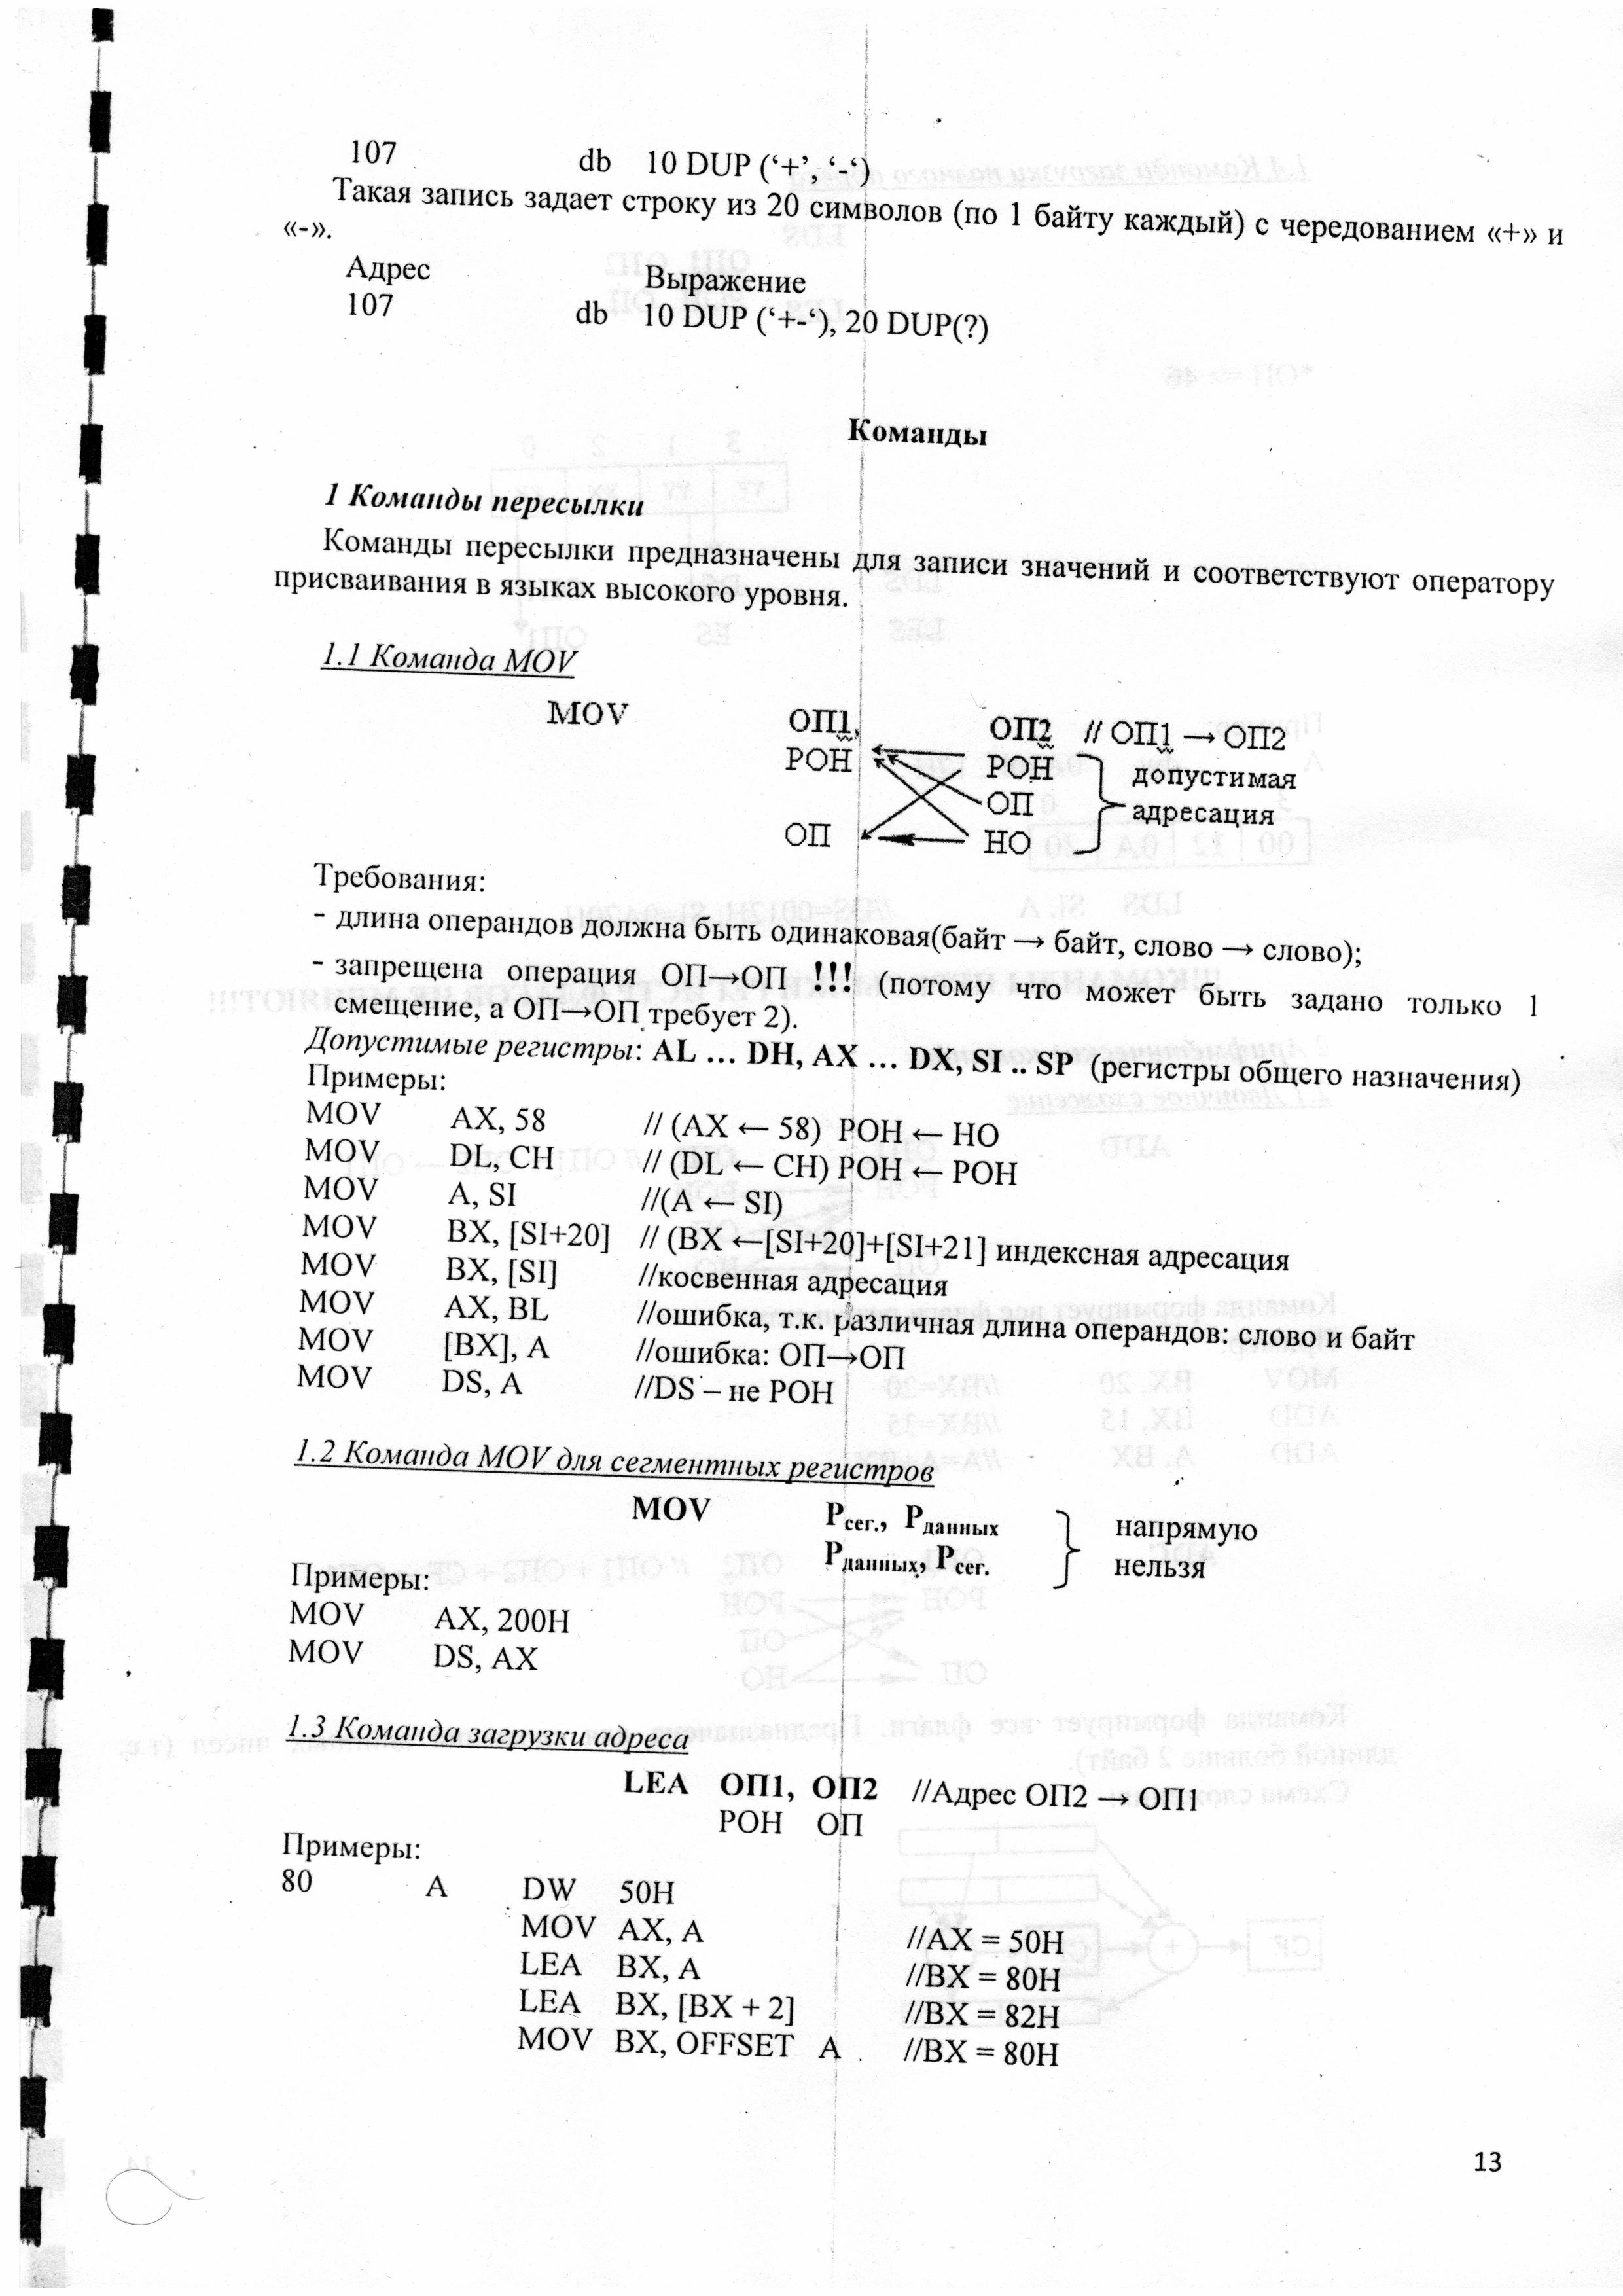 107 db 10 DUP (‘+’, ‘-‘)
Такая запись задает строку из 20 символов (по 1 байту каждый) с чередованием «+» и
«-».
Адрес Выражение
107 db 10 DUP (‘+-‘), 20 DUP(?)
Команды
1 Команды пересылки
Команды пересылки предназначены для записи значений и соответствуют оператору
присваивания в языках высокого уровня.
1.1 Команда MOV
MOV ОП1, ОП2 // ОП1 → ОП2
РОН РОН допустимая
ОП адресация
ОП НО
Требования:
- длина операндов должна быть одинаковая(байт → байт, слово → слово);
- запрещена операция ОП→ОП !!! (потому что может быть задано только 1
смещение, а ОП→ОП требует 2).
Допустимые регистры: AL ... DH, AX ... DX, SI .. SP (регистры общего назначения)
Примеры:
MOV AX, 58 // (AX ← 58) РОН ← НО
MOV DL, CH // (DL ← CH) РОН ← РОН
MOV A, SI //(A ← SI)
MOV BX, [SI+20] // (BX ←[SI+20]+[SI+21] индексная адресация
MOV BX, [SI] //косвенная адресация
MOV AX, BL //ошибка, т.к. различная длина операндов: слово и байт
MOV [BX], A //ошибка: ОП→ОП
MOV DS, A //DS – не РОН
1.2 Команда MOV для сегментных регистров
MOV Рсег., Рданных напрямую
Рданных, Рсег. нельзя
Примеры:
MOV AX, 200H
MOV DS, AX
1.3 Команда загрузки адреса
LEA ОП1, ОП2 //Адрес ОП2 → ОП1
РОН ОП
Примеры:
80 A DW 50H
MOV AX, A //AX = 50H
LEA BX, A //BX = 80H
LEA BX, [BX + 2] //BX = 82H
MOV BX, OFFSET A //BX = 80H
13